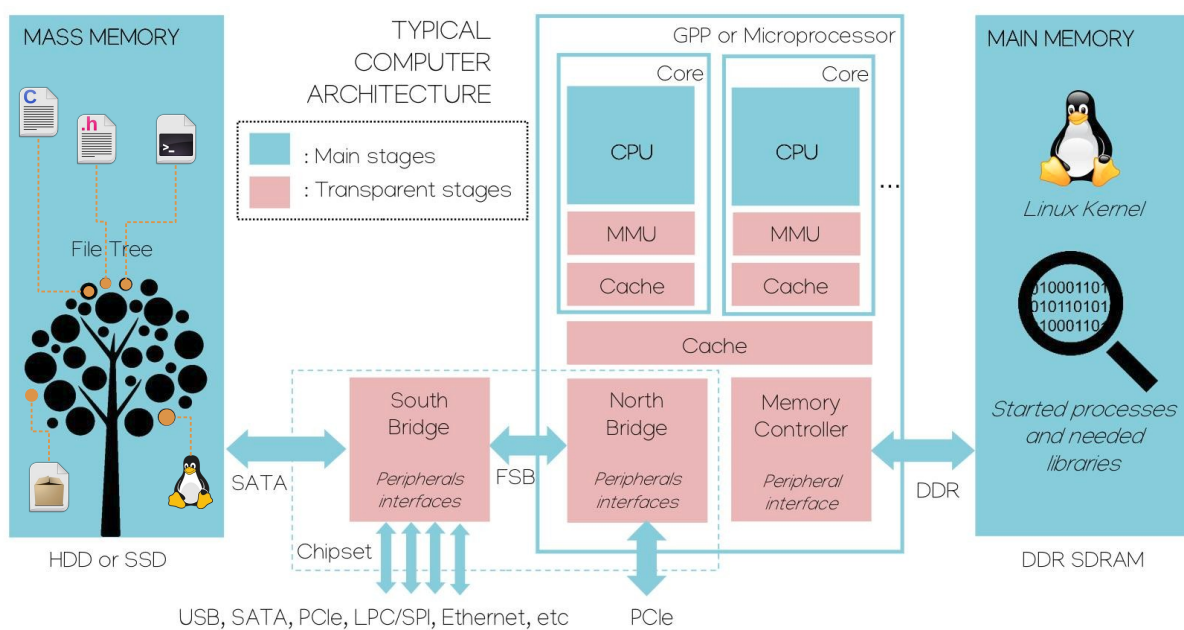 MASS MEMORY
C
.h
>_
File Tree
HDD or SSD
TYPICAL
COMPUTER
ARCHITECTURE
: Main stages
: Transparent stages
GPP or Microprocessor
Core
CPU
MMU
Cache
Core
CPU
MMU
Cache
...
Cache
South
Bridge
Peripherals
interfaces
North
Bridge
Peripherals
interfaces
Memory
Controller
Peripheral
interface
SATA
FSB
DDR
Chipset
USB, SATA, PCIe, LPC/SPI, Ethernet, etc
PCIe
MAIN MEMORY
Linux Kernel
010001101
010110101
1000110
Started processes
and needed
libraries
DDR SDRAM